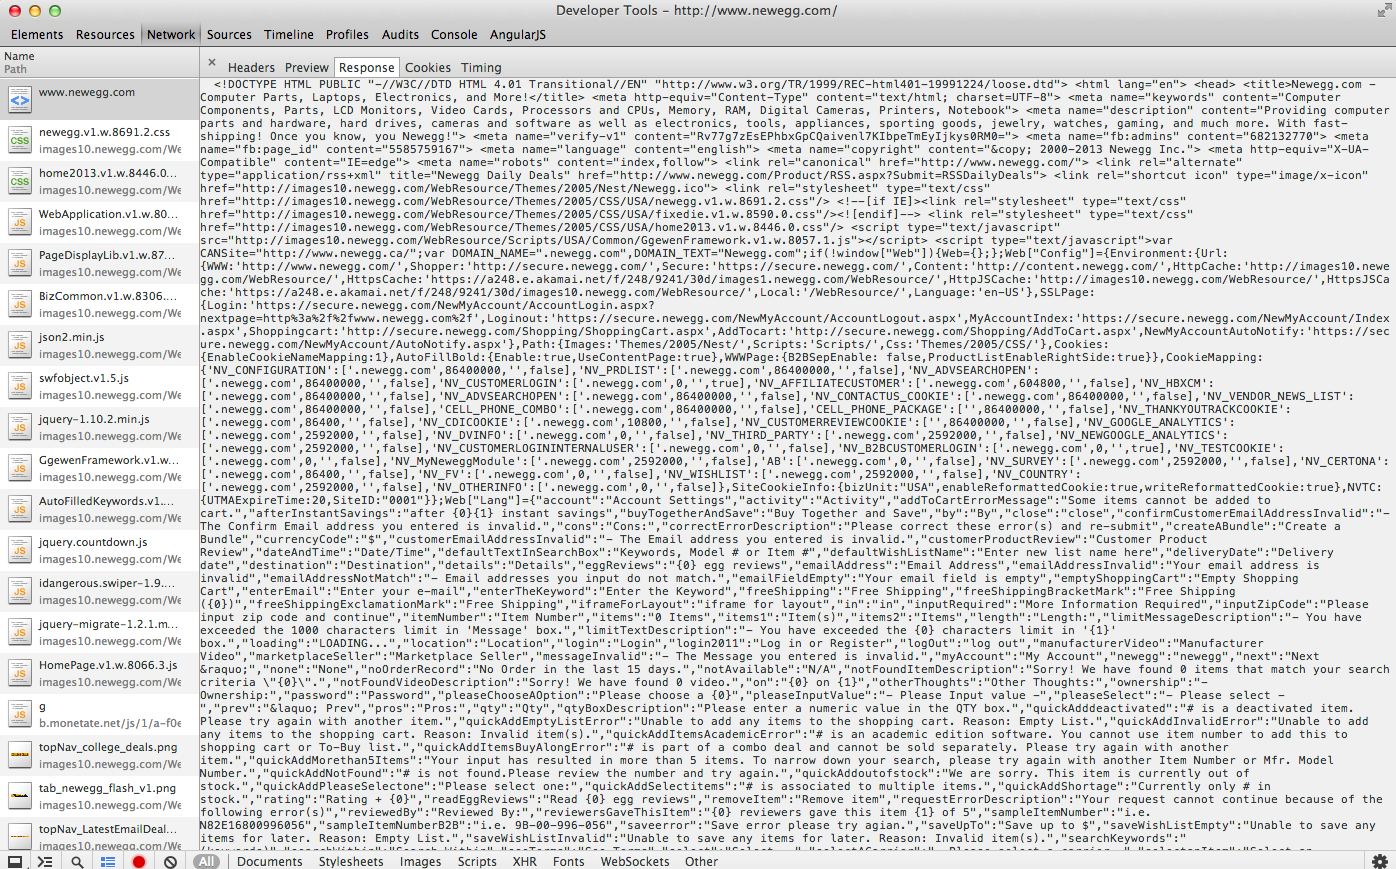 Developer Tools - http://www.newegg.com/
Elements Resources Network Sources Timeline Profiles Audits Console AngularJS
Name
Path
× Headers Preview Response Cookies Timing
www.newegg.com
newegg.v1.w.8691.2.css
images10.newegg.com/We
home2013.v1.w.8446.0....
images10.newegg.com/We
WebApplication.v1.w.80...
images10.newegg.com/We
PageDisplayLib.v1.w.87...
images10.newegg.com/We
BizCommon.v1.w.8306....
images10.newegg.com/We
json2.min.js
images10.newegg.com/We
swfobject.v1.5.js
images10.newegg.com/We
jquery-1.10.2.min.js
images10.newegg.com/We
GgewenFramework.v1.w...
images10.newegg.com/We
AutoFilledKeywords.v1....
images10.newegg.com/We
jquery.countdown.js
images10.newegg.com/We
idangerous.swiper-1.9....
images10.newegg.com/We
jquery-migrate-1.2.1.m...
images10.newegg.com/We
HomePage.v1.w.8066.3.js
images10.newegg.com/We
g
b.monetate.net/js/1/a-f0e
topNav_college_deals.png
images10.newegg.com/We
tab_newegg_flash_v1.png
images10.newegg.com/We
topNav_LatestEmailDeal...
images10.newegg.com/We
<!DOCTYPE HTML PUBLIC "-//W3C//DTD HTML 4.01 Transitional//EN" "http://www.w3.org/TR/1999/REC-html401-19991224/loose.dtd"> <html lang="en"> <head> <title>Newegg.com -
Computer Parts, Laptops, Electronics, and More!</title> <meta http-equiv="Content-Type" content="text/html; charset=UTF-8"> <meta name="keywords" content="Computer
Components, Parts, LCD Monitors, Video Cards, Processors and CPUs, Memory, RAM, Digital Cameras, Printers, Notebook"> <meta name="description" content="Providing computer
parts and hardware, hard drives, cameras and software as well as electronics, tools, appliances, sporting goods, jewelry, watches, gaming, and much more. With fast-
shipping! Once you know, you Newegg!"> <meta name="verify-v1" content="Rv77g7zEsEPhbxGpCQaivenl7KIbpeTmEyIjkys0RM0="> <meta name="fb:admins" content="682132770"> <meta
name="fb:page_id" content="5585759167"> <meta name="language" content="english"> <meta name="copyright" content="&copy; 2000-2013 Newegg Inc."> <meta http-equiv="X-UA-
Compatible" content="IE=edge"> <meta name="robots" content="index,follow"> <link rel="canonical" href="http://www.newegg.com/"> <link rel="alternate"
type="application/rss+xml" title="Newegg Daily Deals" href="http://www.newegg.com/Product/RSS.aspx?Submit=RSSDailyDeals"> <link rel="shortcut icon" type="image/x-icon"
href="http://images10.newegg.com/WebResource/Themes/2005/Nest/Newegg.ico"> <link rel="stylesheet" type="text/css"
href="http://images10.newegg.com/WebResource/Themes/2005/CSS/USA/newegg.v1.w.8691.2.css"/> <!--[if IE]><link rel="stylesheet" type="text/css"
href="http://images10.newegg.com/WebResource/Themes/2005/CSS/USA/fixedie.v1.w.8590.0.css"/><![endif]--> <link rel="stylesheet" type="text/css"
href="http://images10.newegg.com/WebResource/Themes/2005/CSS/USA/home2013.v1.w.8446.0.css"/> <script type="text/javascript"
src="http://images10.newegg.com/WebResource/Scripts/USA/Common/GgewenFramework.v1.w.8057.1.js"></script> <script type="text/javascript">var
CANSite="http://www.newegg.ca/";var DOMAIN_NAME=".newegg.com",DOMAIN_TEXT="Newegg.com";if(!window["Web"]){Web={};};Web["Config"]={Environment:{Url:
{WWW:'http://www.newegg.com/',Shopper:'http://secure.newegg.com/',Secure:'https://secure.newegg.com/',Content:'http://content.newegg.com/',HttpCache:'http://images10.newe
gg.com/WebResource/',HttpsCache:'https://a248.e.akamai.net/f/248/9241/30d/images1.newegg.com/WebResource/',HttpJSCache:'http://images10.newegg.com/WebResource/',HttpsJSCa
che:'https://a248.e.akamai.net/f/248/9241/30d/images10.newegg.com/WebResource/',Local:'/WebResource/',Language:'en-US'},SSLPage:
{Login:'https://secure.newegg.com/NewMyAccount/AccountLogin.aspx?
nextpage=http%3a%2f%2fwww.newegg.com%2f',Loginout:'https://secure.newegg.com/NewMyAccount/AccountLogout.aspx',MyAccountIndex:'https://secure.newegg.com/NewMyAccount/Index
.aspx',Shoppingcart:'http://secure.newegg.com/Shopping/ShoppingCart.aspx',AddTocart:'http://secure.newegg.com/Shopping/AddToCart.aspx',NewMyAccountAutoNotify:'https://sec
ure.newegg.com/NewMyAccount/AutoNotify.aspx'},Path:{Images:'Themes/2005/Nest/',Scripts:'Scripts/',Css:'Themes/2005/CSS/'},Cookies:
{EnableCookieNameMapping:1},AutoFillBold:{Enable:true,UseContentPage:true},WWWPage:{B2BSepEnable: false,ProductListEnableRightSide:true}},CookieMapping:
{'NV_CONFIGURATION':['.newegg.com',86400000,'',false],'NV_PRDLIST':['.newegg.com',86400000,'',false],'NV_ADVSEARCHOPEN':
['.newegg.com',86400000,'',false],'NV_CUSTOMERLOGIN':['.newegg.com',0,'',true],'NV_AFFILIATECUSTOMER':['.newegg.com',604800,'',false],'NV_HBXCM':
['.newegg.com',86400000,'',false],'NV_ADVSEARCHOPEN':['.newegg.com',86400000,'',false],'NV_CONTACTUS_COOKIE':['.newegg.com',86400000,'',false],'NV_VENDOR_NEWS_LIST':
['.newegg.com',86400000,'',false],'CELL_PHONE_COMBO':['',86400000,'',false],'CELL_PHONE_PACKAGE':['',86400000,'',false],'NV_THANKYOUTRACKCOOKIE':
['.newegg.com',86400,'',false],'NV_CDICOOKIE':['.newegg.com',10800,'',false],'NV_CUSTOMERREVIEWCOOKIE':['',86400000,'',false],'NV_GOOGLE_ANALYTICS':
['.newegg.com',2592000,'',false],'NV_DVINFO':['.newegg.com',0,'',false],'NV_THIRD_PARTY':['.newegg.com',2592000,'',false],'NV_NEWGOOGLE_ANALYTICS':
['.newegg.com',2592000,'',false],'NV_CUSTOMERLOGININTERNALUSER':['.newegg.com',0,'',false],'NV_B2BCUSTOMERLOGIN':['.newegg.com',0,'',true],'NV_TESTCOOKIE':
['.newegg.com',0,'',false],'NV_MyNeweggModule':['.newegg.com',2592000,'',false],'AB':['.newegg.com',0,'',false],'NV_SURVEY':['.newegg.com',2592000,'',false],'NV_CERTONA':
['.newegg.com',86400,'',false],'NV_FV':['.newegg.com',0,'',false],'NV_WISHLIST':['.newegg.com',2592000,'',false],'NV_COUNTRY':
['.newegg.com',2592000,'',false],'NV_OTHERINFO':['.newegg.com',0,'',false]},SiteCookieInfo:{bizUnit:"USA",enableReformattedCookie:true,writeReformattedCookie:true},NVTC:
{UTMAExpireTime:20,SiteID:"0001"}};Web["Lang"]={"account":"Account Settings","activity":"Activity","addToCartErrorMessage":"Some items cannot be added to
cart.","afterInstantSavings":"after {0}{1} instant savings","buyTogetherAndSave":"Buy Together and Save","by":"By","close":"close","confirmCustomerEmailAddressInvalid":"-
The Confirm Email address you entered is invalid.","cons":"Cons:","correctErrorDescription":"Please correct these error(s) and re-submit","createABundle":"Create a
Bundle","currencyCode":"$","customerEmailAddressInvalid":"- The Email address you entered is invalid.","customerProductReview":"Customer Product
Review","dateAndTime":"Date/Time","defaultTextInSearchBox":"Keywords, Model # or Item #","defaultWishListName":"Enter new list name here","deliveryDate":"Delivery
date","destination":"Destination","details":"Details","eggReviews":"{0} egg reviews","emailAddress":"Email Address","emailAddressInvalid":"Your email address is
invalid","emailAddressNotMatch":"- Email addresses you input do not match.","emailFieldEmpty":"Your email field is empty","emptyShoppingCart":"Empty Shopping
Cart","enterEmail":"Enter your e-mail","enterTheKeyword":"Enter the Keyword","freeShipping":"Free Shipping","freeShippingBracketMark":"Free Shipping
({0})","freeShippingExclamationMark":"Free Shipping","iframeForLayout":"iframe for layout","in":"in","inputRequired":"More Information Required","inputZipCode":"Please
input zip code and continue","itemNumber":"Item Number","items":"0 Items","items1":"Item(s)","items2":"Items","length":"Length:","limitMessageDescription":"- You have
exceeded the 1000 characters limit in 'Message' box.","limitTextDescription":"- You have exceeded the {0} characters limit in '{1}'
box.","loading":"LOADING...","location":"Location","login":"Login","login2011":"Log in or Register","logOut":"log out","manufacturerVideo":"Manufacturer
Video","marketplaceSeller":"Marketplace Seller","messageInvalid":"- The Message you entered is invalid.","myAccount":"My Account","newegg":"newegg","next":"Next
&raquo;","none":"None","noOrderRecord":"No Order in the last 15 days.","notAvailable":"N/A","notFoundItemDescription":"Sorry! We have found 0 items that match your search
criteria \"{0}\".","notFoundVideoDescription":"Sorry! We have found 0 video.","on":"{0} on {1}","otherThoughts":"Other Thoughts:","ownership":"-
Ownership:","password":"Password","pleaseChooseAOption":"Please choose a {0}","pleaseInputValue":"- Please Input value -","pleaseSelect":"- Please select -
","prev":"&laquo; Prev","pros":"Pros:","qty":"Qty","qtyBoxDescription":"Please enter a numeric value in the QTY box.","quickAdddeactivated":"# is a deactivated item.
Please try again with another item.","quickAddEmptyListError":"Unable to add any items to the shopping cart. Reason: Empty List.","quickAddInvalidError":"Unable to add
any items to the shopping cart. Reason: Invalid item(s).","quickAddItemsAcademicError":"# is an academic edition software. You cannot use item number to add this to
shopping cart or To-Buy list.","quickAddItemsBuyAlongError":"# is part of a combo deal and cannot be sold separately. Please try again with another
item.","quickAddMorethan5Items":"Your input has resulted in more than 5 items. To narrow down your search, please try again with another Item Number or Mfr. Model
Number.","quickAddNotFound":"# is not found.Please review the number and try again.","quickAddoutofstock":"We are sorry. This item is currently out of
stock.","quickAddPleaseSelectone":"Please select one:","quickAddSelectitems":"# is associated to multiple items.","quickAddShortage":"Currently only # in
stock.","rating":"Rating + {0}","readEggReviews":"Read {0} egg reviews","removeItem":"Remove item","requestErrorDescription":"Your request cannot continue because of the
following error(s)","reviewedBy":"Reviewed By:","reviewersGaveThisItem":"{0} reviewers gave this item {1} of 5","sampleItemNumber":"i.e.
N82E16800996056","sampleItemNumberB2B":"i.e. 9B-00-996-056","saveerror":"Save error please try agian.","saveUpTo":"Save up to $","saveWishListEmpty":"Unable to save any
items for later. Reason: Empty List.","saveWishListInvalid":"Unable to save any items for later. Reason: Invalid item(s).","searchKeywords":"
All Documents Stylesheets Images Scripts XHR Fonts WebSockets Other